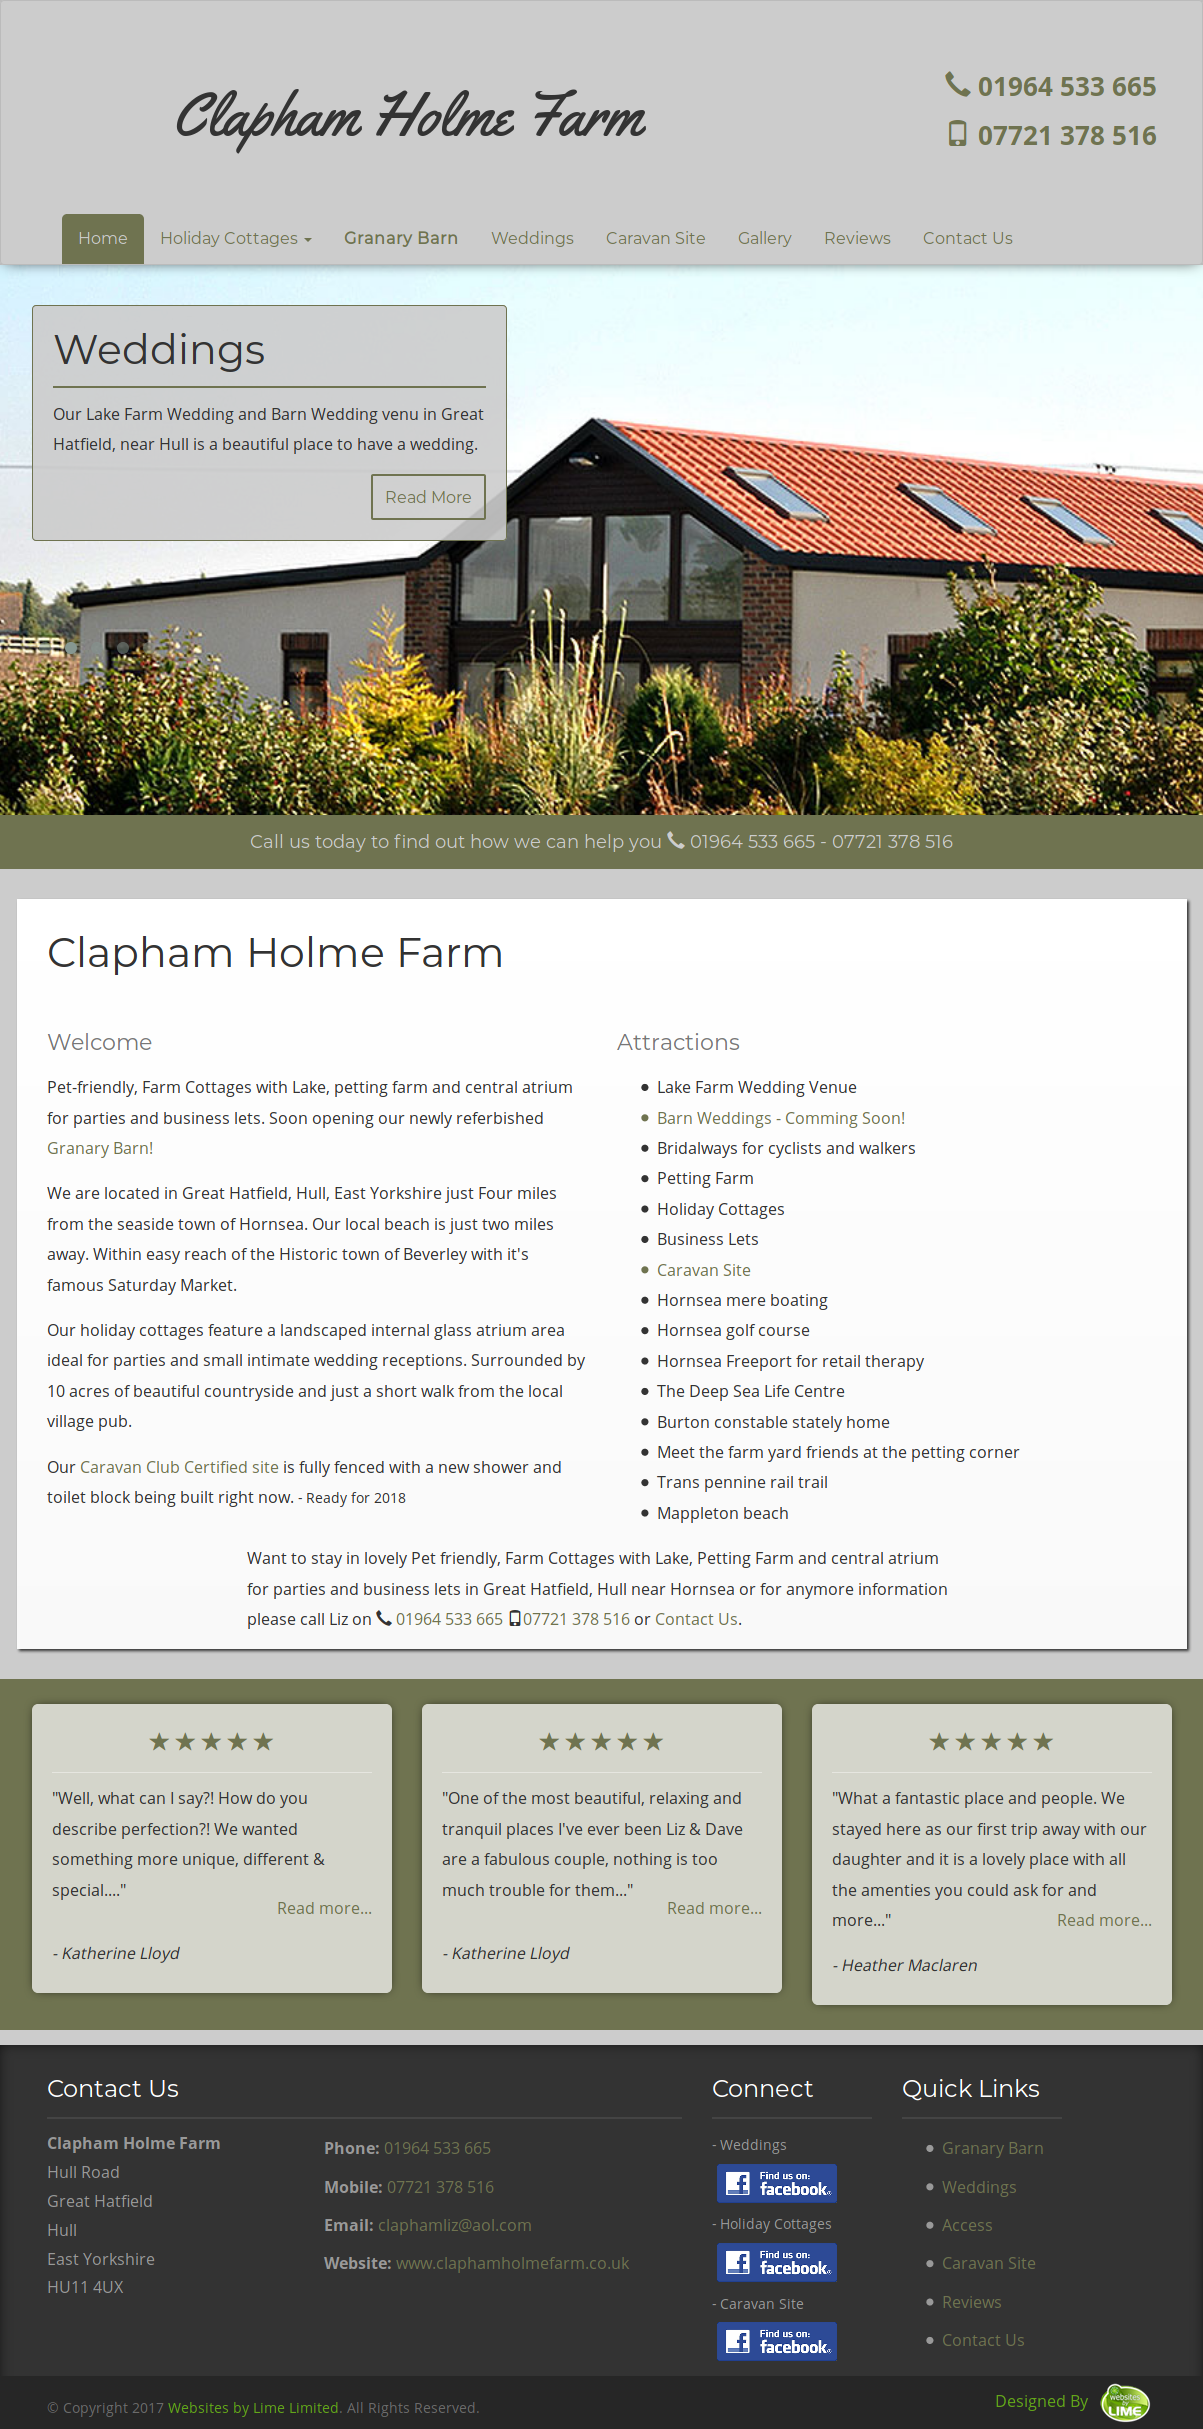 Clapham Holme Farm
01964 533 665
07721 378 516
Home Holiday Cottages Granary Barn Weddings Caravan Site Gallery Reviews Contact Us
Weddings
Our Lake Farm Wedding and Barn Wedding venu in Great
Hatfield, near Hull is a beautiful place to have a wedding.
Read More
Call us today to find out how we can help you 01964 533 665 - 07721 378 516
Clapham Holme Farm
Welcome
Pet-friendly, Farm Cottages with Lake, petting farm and central atrium
for parties and business lets. Soon opening our newly referbished
Granary Barn!
We are located in Great Hatfield, Hull, East Yorkshire just Four miles
from the seaside town of Hornsea. Our local beach is just two miles
away. Within easy reach of the Historic town of Beverley with it's
famous Saturday Market.
Our holiday cottages feature a landscaped internal glass atrium area
ideal for parties and small intimate wedding receptions. Surrounded by
10 acres of beautiful countryside and just a short walk from the local
village pub.
Our Caravan Club Certified site is fully fenced with a new shower and
toilet block being built right now. - Ready for 2018
Attractions
Lake Farm Wedding Venue
Barn Weddings - Comming Soon!
Bridalways for cyclists and walkers
Petting Farm
Holiday Cottages
Business Lets
Caravan Site
Hornsea mere boating
Hornsea golf course
Hornsea Freeport for retail therapy
The Deep Sea Life Centre
Burton constable stately home
Meet the farm yard friends at the petting corner
Trans pennine rail trail
Mappleton beach
Want to stay in lovely Pet friendly, Farm Cottages with Lake, Petting Farm and central atrium
for parties and business lets in Great Hatfield, Hull near Hornsea or for anymore information
please call Liz on 01964 533 665 07721 378 516 or Contact Us.
★★★★★
"Well, what can I say?! How do you
describe perfection?! We wanted
something more unique, different &
special...."
Read more...
- Katherine Lloyd
★★★★★
"One of the most beautiful, relaxing and
tranquil places I've ever been Liz & Dave
are a fabulous couple, nothing is too
much trouble for them..."
Read more...
- Katherine Lloyd
★★★★★
"What a fantastic place and people. We
stayed here as our first trip away with our
daughter and it is a lovely place with all
the amenties you could ask for and
more..." Read more...
- Heather Maclaren
Contact Us
Clapham Holme Farm
Hull Road
Great Hatfield
Hull
East Yorkshire
HU11 4UX
Phone: 01964 533 665
Mobile: 07721 378 516
Email: claphamliz@aol.com
Website: www.claphamholmefarm.co.uk
Connect
- Weddings
Find us on:
facebook
- Holiday Cottages
Find us on:
facebook
- Caravan Site
Find us on:
facebook
Quick Links
Granary Barn
Weddings
Access
Caravan Site
Reviews
Contact Us
© Copyright 2017 Websites by Lime Limited. All Rights Reserved.
Designed By
websites
by
LIME